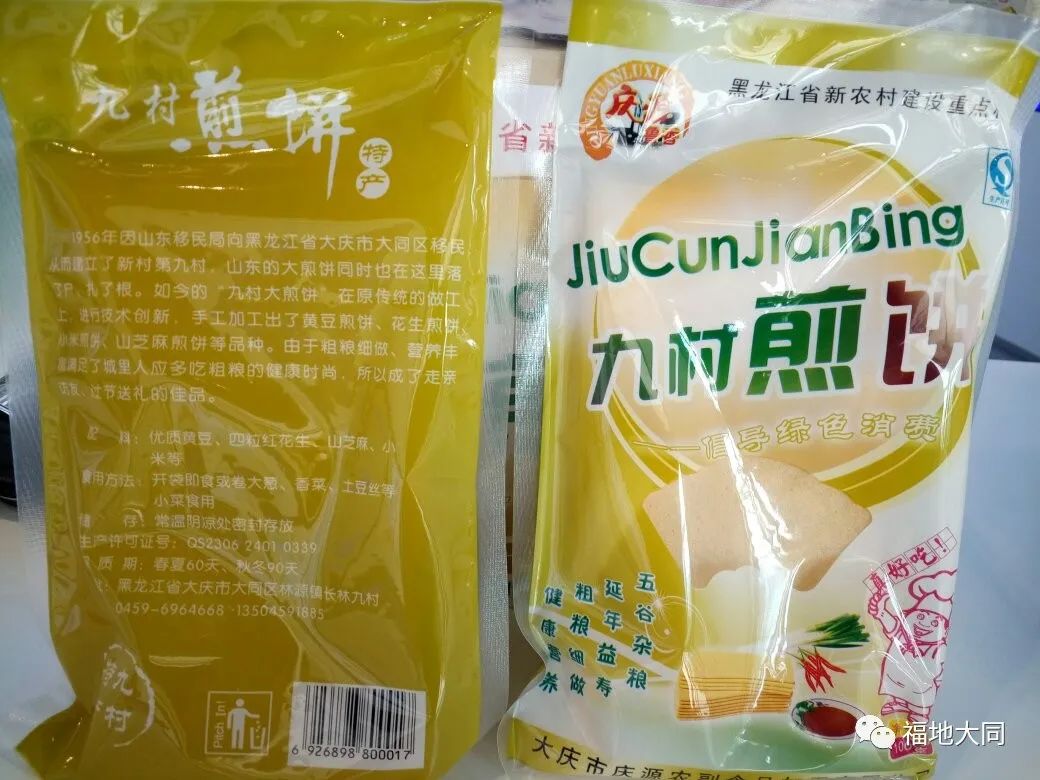 九村煎饼
特产
1956年因山东移民局向黑龙江省大庆市大同区移民,
从而建立了新村第九村,山东的大煎饼同时也在这里落
了户、扎了根。如今的“九村大煎饼”在原传统的做工
上,进行技术创新,手工加工出了黄豆煎饼、花生煎饼、
小米煎饼、山芝麻煎饼等品种。由于粗粮细做、营养丰
富满足了城里人应多吃粗粮的健康时尚,所以成了走亲
访友、过节送礼的佳品。
配 料:优质黄豆、四粒红花生、山芝麻、小
米等
食用方法:开袋即食或卷大葱、香菜、土豆丝等
小菜食用
储 存:常温阴凉处密封存放
生产许可证号:QS2306 2401 0339
质 期:春夏60天、秋冬90天
址:黑龙江省大庆市大同区林源镇长林九村
0459-6964668 13504591885
九村
Pitch In!
6 926898 800017
省新
黑龙江省新农村建设重点
生产许可
JiuCunJianBing
九村煎饼
——倡导绿色消费
五谷杂粮
延年益寿
粗粮细做
健康营养
真好吃!
大庆市庆源农副食品
福地大同